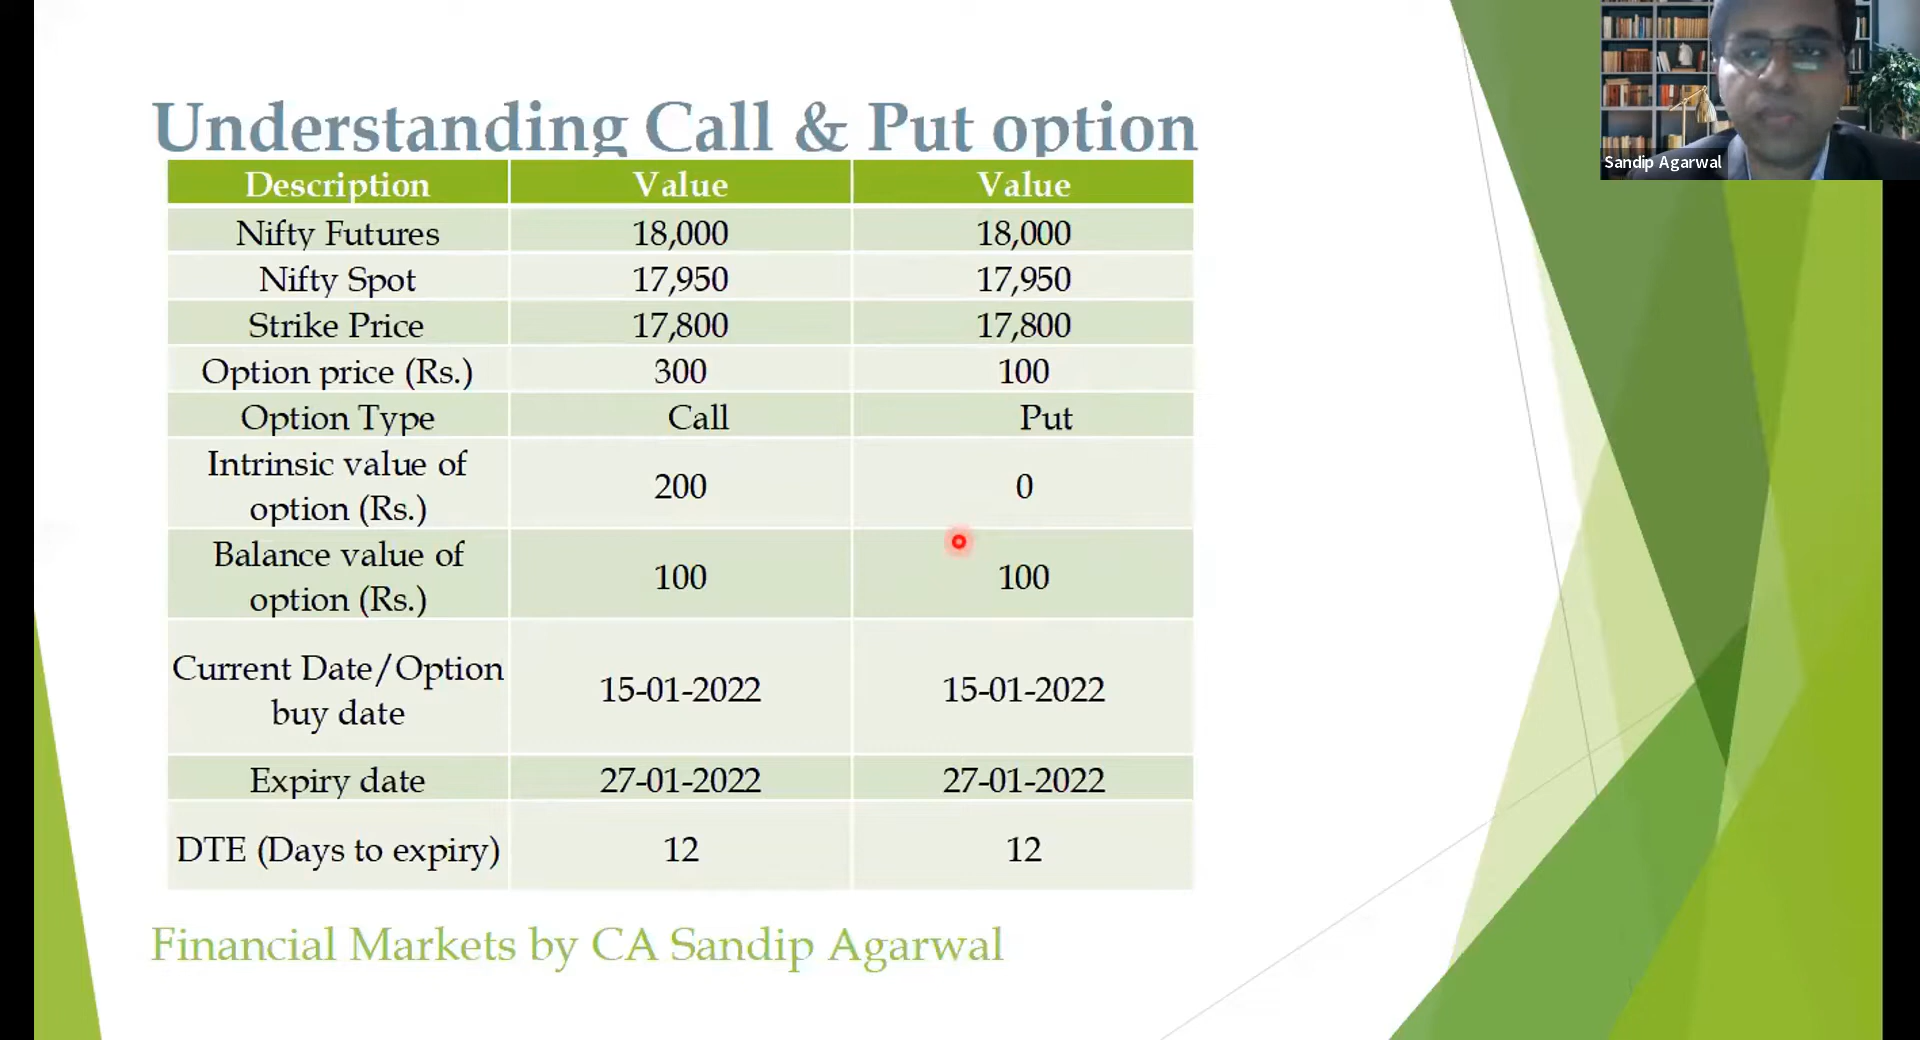 Sandip Agarwal
Understanding Call & Put option
Description Value Value
Nifty Futures 18,000 18,000
Nifty Spot 17,950 17,950
Strike Price 17,800 17,800
Option price (Rs.) 300 100
Option Type Call Put
Intrinsic value of
option (Rs.) 200 0
Balance value of
option (Rs.) 100 100
Current Date/Option
buy date 15-01-2022 15-01-2022
Expiry date 27-01-2022 27-01-2022
DTE (Days to expiry) 12 12
Financial Markets by CA Sandip Agarwal